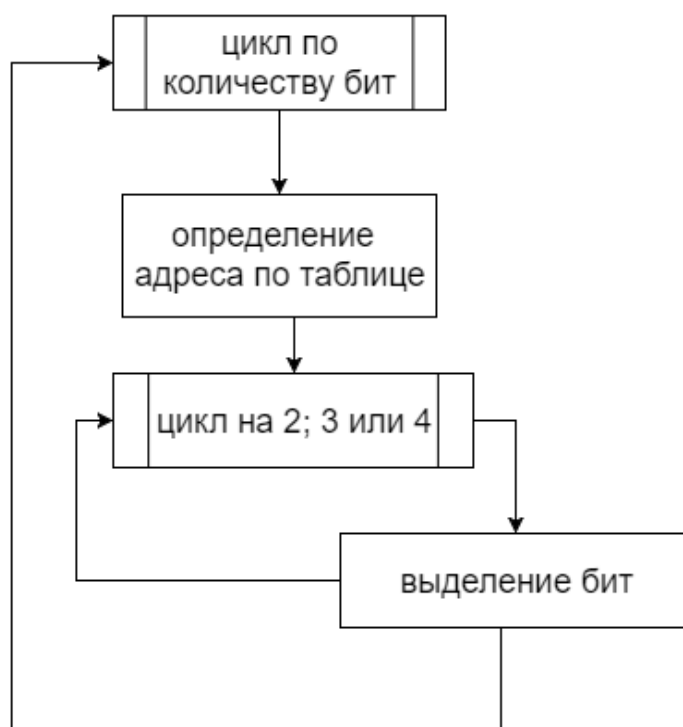 цикл по
количеству бит
определение
адреса по таблице
цикл на 2; 3 или 4
выделение бит